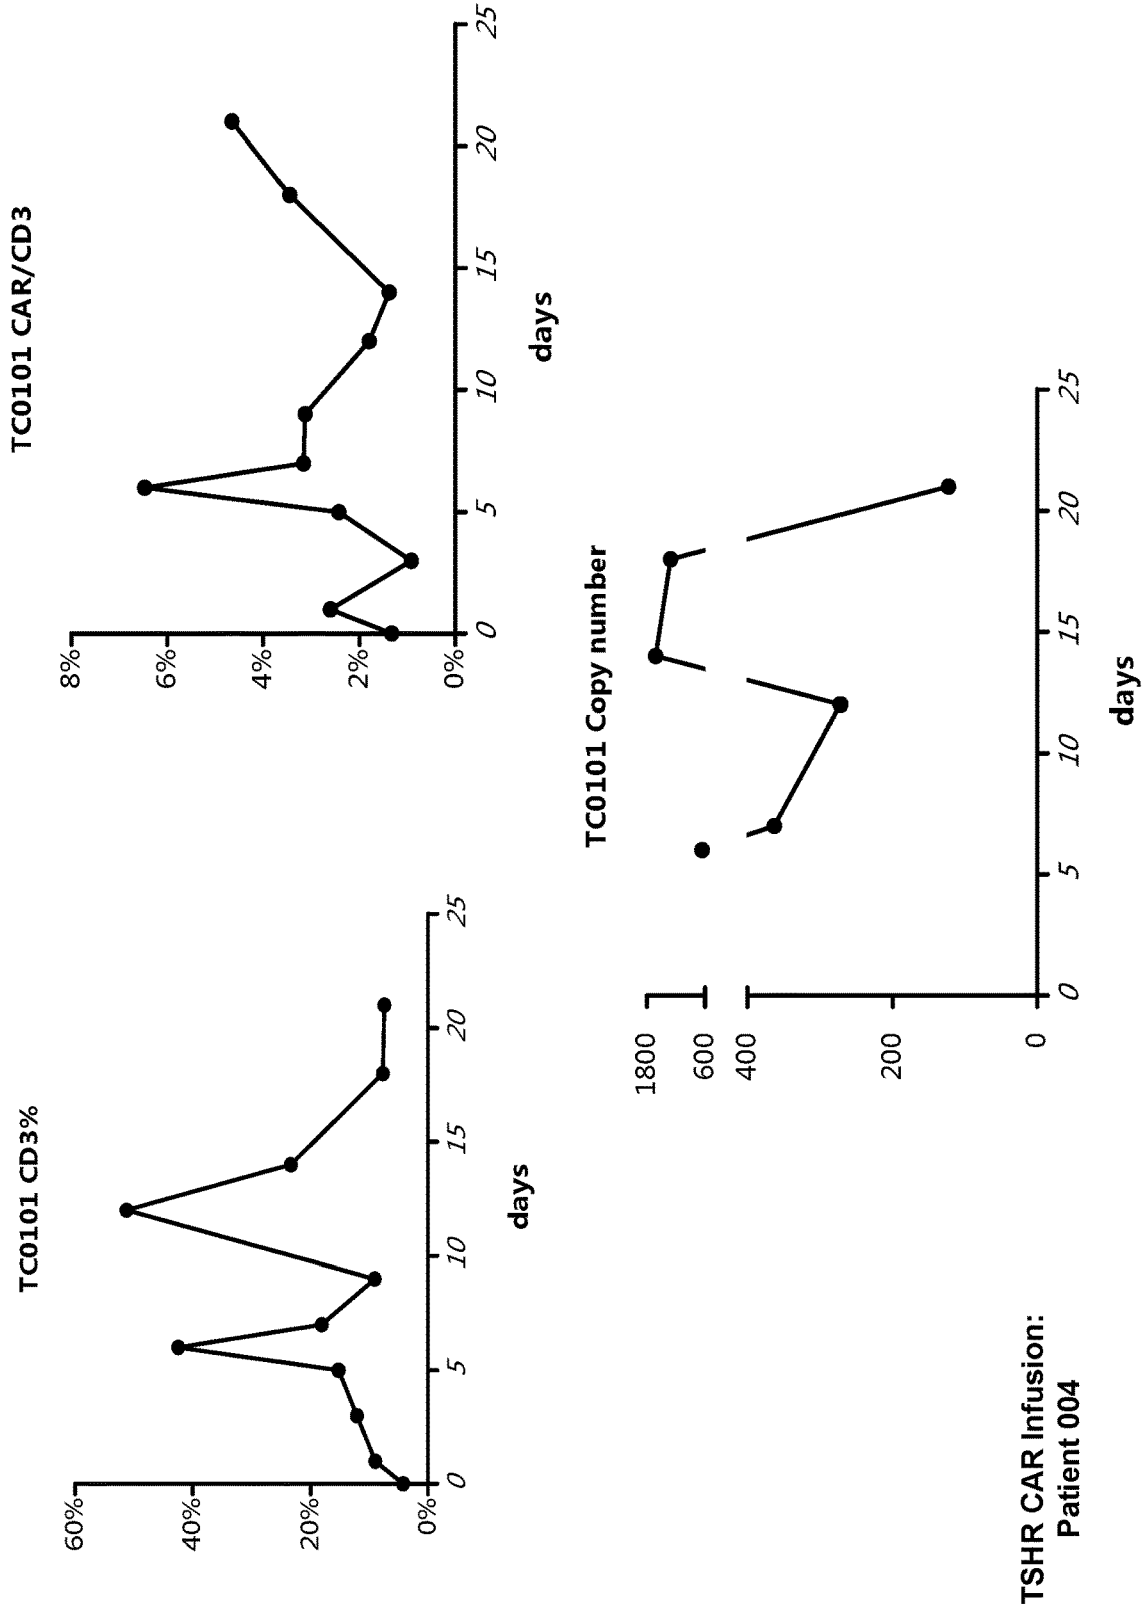 TC0101 CD3%
60%
40%
20%
0%
0 5 10 15 20 25
days
TC0101 CAR/CD3
8%
6%
4%
2%
0%
0 5 10 15 20 25
days
TC0101 Copy number
1800
600
400
200
0
0 5 10 15 20 25
days
TSHR CAR Infusion:
Patient 004